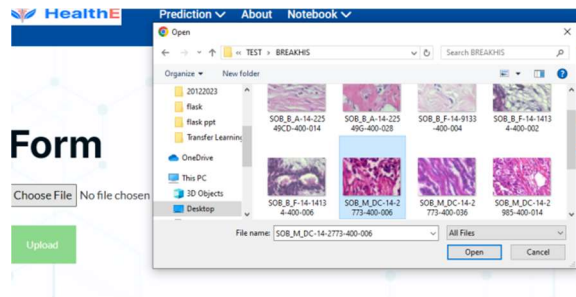 HealthE
Prediction About Notebook
Open
« TEST › BREAKHIS
Search BREAKHIS
Organize
New folder
20122023
flask
flask ppt
Transfer Learning
OneDrive
This PC
3D Objects
Desktop
SOB_B_A-14-225
49CD-400-014
SOB_B_A-14-225
49G-400-028
SOB_B_F-14-9133
-400-004
SOB_B_F-14-1413
4-400-002
SOB_B_F-14-1413
4-400-006
SOB_M_DC-14-2
773-400-006
SOB_M_DC-14-2
773-400-036
SOB_M_DC-14-2
985-400-014
File name: SOB_M_DC-14-2773-400-006
All Files
Open
Cancel
Form
Choose File No file chosen
Upload